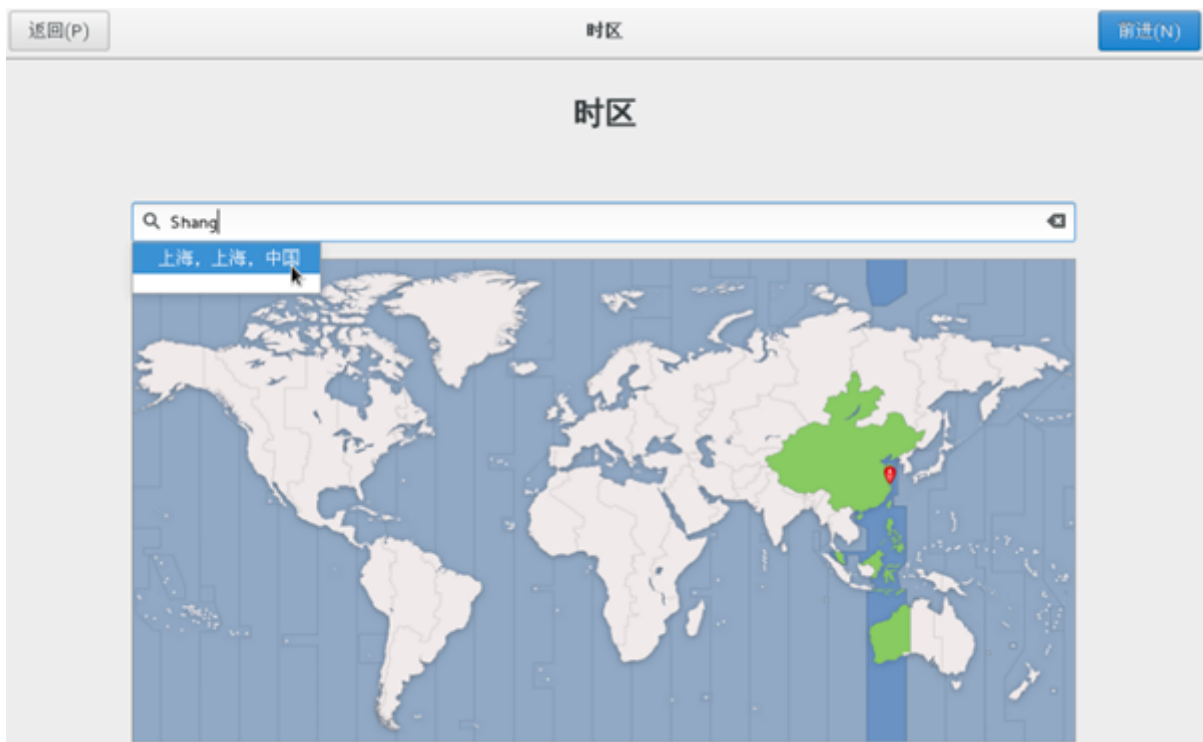 返回(P)
时区
前进(N)
时区
Shang
上海，上海，中国